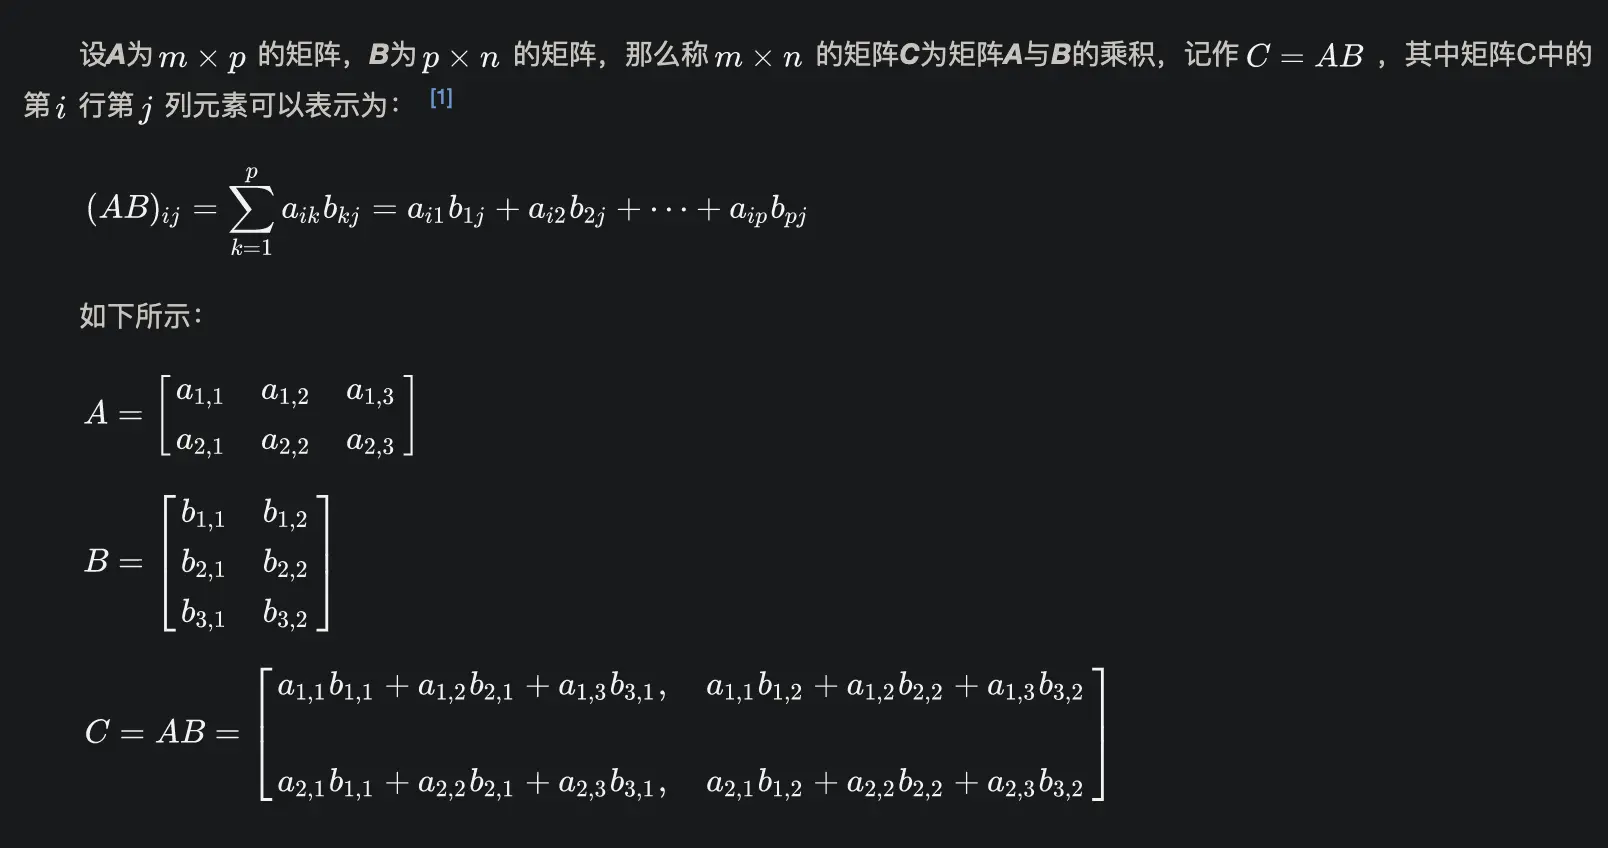 设A为 m × p 的矩阵，B为 p × n 的矩阵，那么称 m × n 的矩阵C为矩阵A与B的乘积，记作 C = AB ，其中矩阵C中的
第 i 行第 j 列元素可以表示为： [1]
(AB)_{ij} = \sum_{k=1}^{p} a_{ik}b_{kj} = a_{i1}b_{1j} + a_{i2}b_{2j} + ⋯ + a_{ip}b_{pj}
如下所示：
A = \begin{bmatrix} a_{1,1} & a_{1,2} & a_{1,3} \\ a_{2,1} & a_{2,2} & a_{2,3} \end{bmatrix}
B = \begin{bmatrix} b_{1,1} & b_{1,2} \\ b_{2,1} & b_{2,2} \\ b_{3,1} & b_{3,2} \end{bmatrix}
C = AB = \begin{bmatrix} a_{1,1}b_{1,1} + a_{1,2}b_{2,1} + a_{1,3}b_{3,1}, & a_{1,1}b_{1,2} + a_{1,2}b_{2,2} + a_{1,3}b_{3,2} \\ a_{2,1}b_{1,1} + a_{2,2}b_{2,1} + a_{2,3}b_{3,1}, & a_{2,1}b_{1,2} + a_{2,2}b_{2,2} + a_{2,3}b_{3,2} \end{bmatrix}